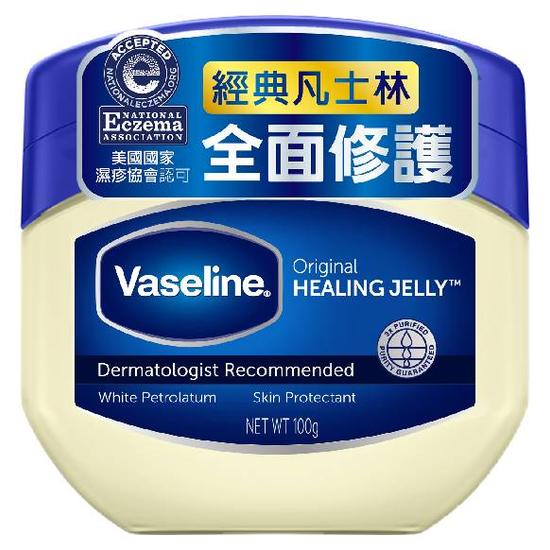 ACCEPTED
NATIONALECZEMA.ORG
NATIONAL
Eczema
ASSOCIATION
美國國家
濕疹協會認可
經典凡士林
全面修護
Vaseline®
Original
HEALING JELLY™
3X PURIFIED
PURITY GUARANTEED
Dermatologist Recommended
White Petrolatum Skin Protectant
NET WT 100g